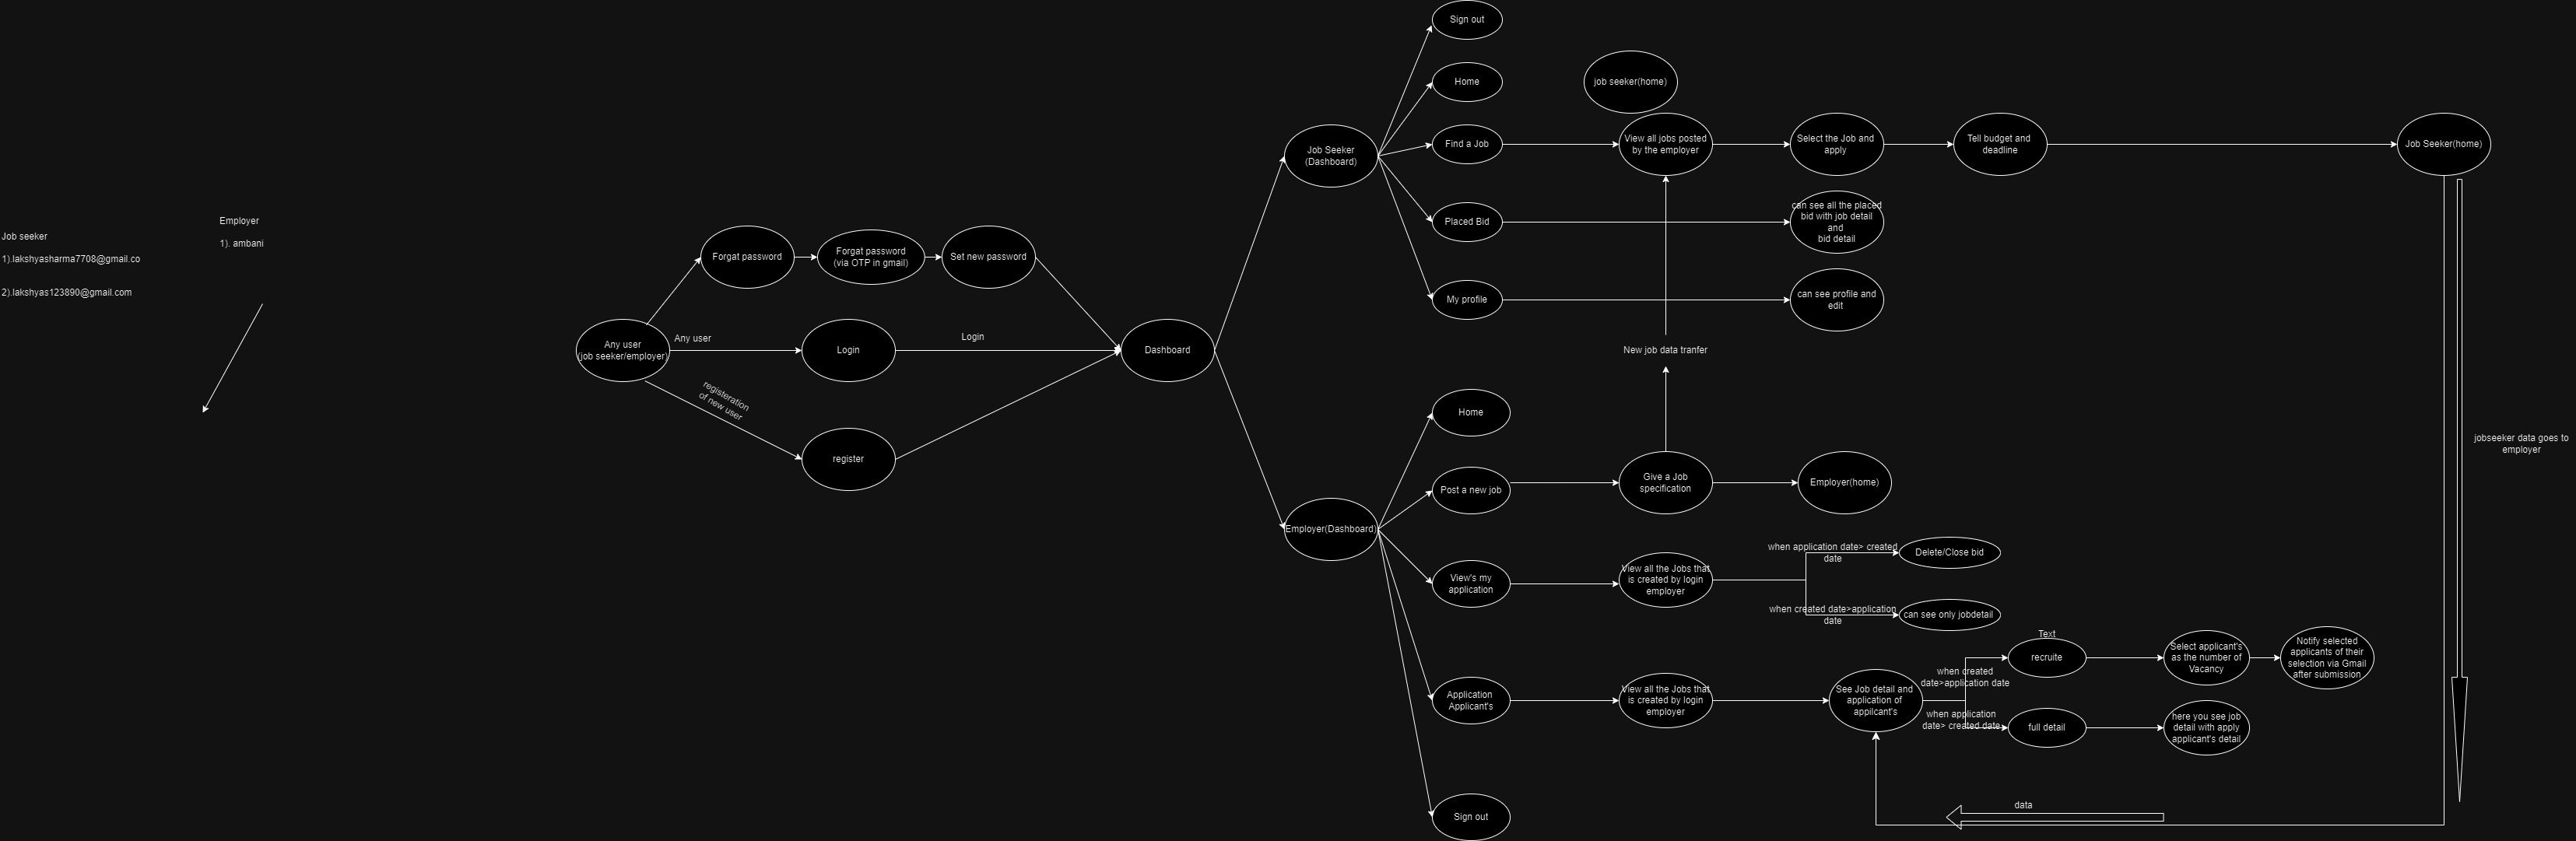 Sign out
Home
job seeker(home)
Job Seeker
(Dashboard)
Find a Job
View all jobs posted
by the employer
Select the Job and
apply
Tell budget and
deadline
Job Seeker(home)
Employer
1). ambani
Job seeker
1).lakshyasharma7708@gmail.co
2).lakshyas123890@gmail.com
Placed Bid
can see all the placed
bid with job detail
and
bid detail
Forgat password
Forgat password
(via OTP in gmail)
Set new password
My profile
can see profile and
edit
Any user
(job seeker/employer)
Any user
Login
Login
Dashboard
New job data tranfer
registeration
of new user
register
Home
Post a new job
Give a Job
specification
Employer(home)
jobseeker data goes to
employer
Employer(Dashboard)
View's my
application
View all the Jobs that
is created by login
employer
when application date> created
date
Delete/Close bid
when created date>application
date
can see only jobdetail
Text
recruite
Select applicant's
as the number of
Vacancy
Notify selected
applicants of their
selection via Gmail
after submission
Application
Applicant's
View all the Jobs that
is created by login
employer
See Job detail and
application of
appilcant's
when created
date>application date
when application
date> created date
full detail
here you see job
detail with apply
applicant's detail
data
Sign out